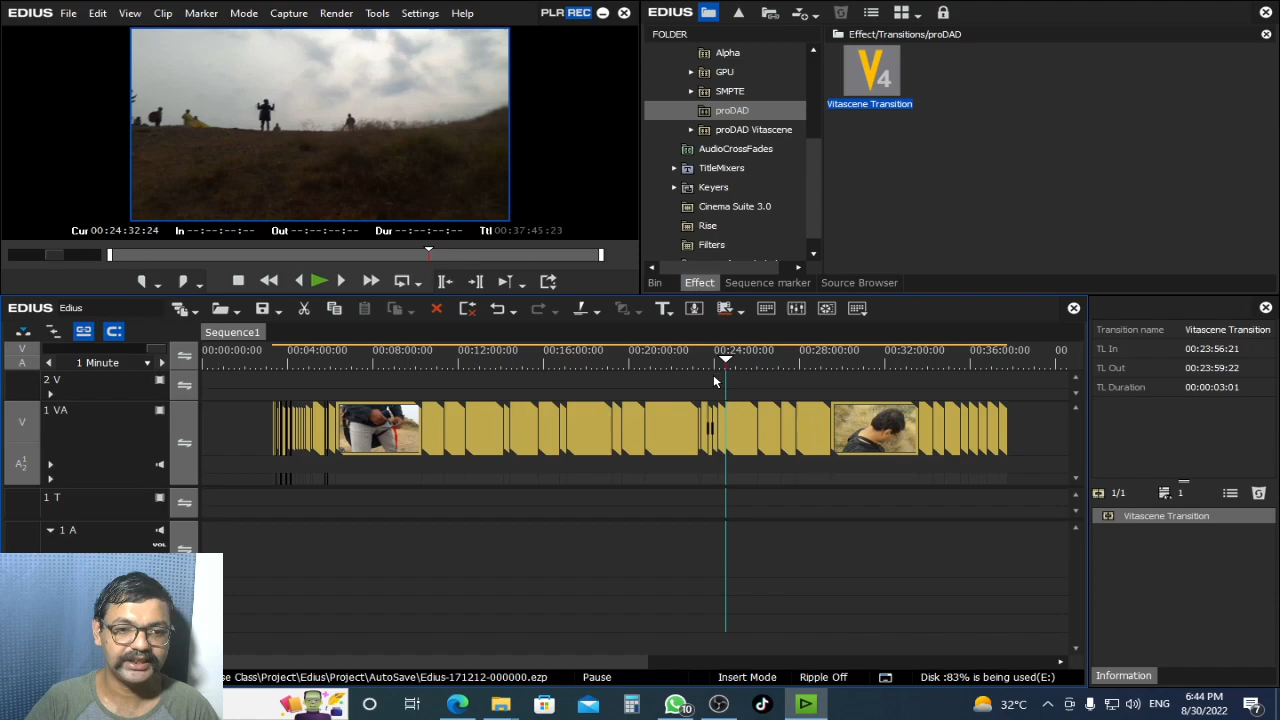 EDIUS File Edit View Clip Marker Mode Capture Render Tools Settings Help PLR REC
Cur 00:24:32:24 In --:--:--:-- Out --:--:--:-- Dur --:--:--:-- Ttl 00:37:45:23
EDIUS
FOLDER
Effect/Transitions/proDAD
Alpha
GPU
SMPTE
proDAD
proDAD Vitascene
AudioCrossFades
TitleMixers
Keyers
Cinema Suite 3.0
Rise
Filters
V4
Vitascene Transition
Bin Effect Sequence marker Source Browser
EDIUS Edius
Sequence1
V
A
1 Minute
00:00:00:00 00:04:00:00 00:08:00:00 00:12:00:00 00:16:00:00 00:20:00:00 00:24:00:00 00:28:00:00 00:32:00:00 00:36:00:00 00
2 V
1 VA
V
A 1 2
1 T
1 A
VOL
Transition name Vitascene Transition
TL In 00:23:56:21
TL Out 00:23:59:22
TL Duration 00:00:03:01
1/1 1
Vitascene Transition
Information
se Class/Project/Edius/Project/AutoSave/Edius-171212-000000.ezp Pause Insert Mode Ripple Off Disk :83% is being used(E:)
10
32°C
ENG
6:44 PM
8/30/2022
7